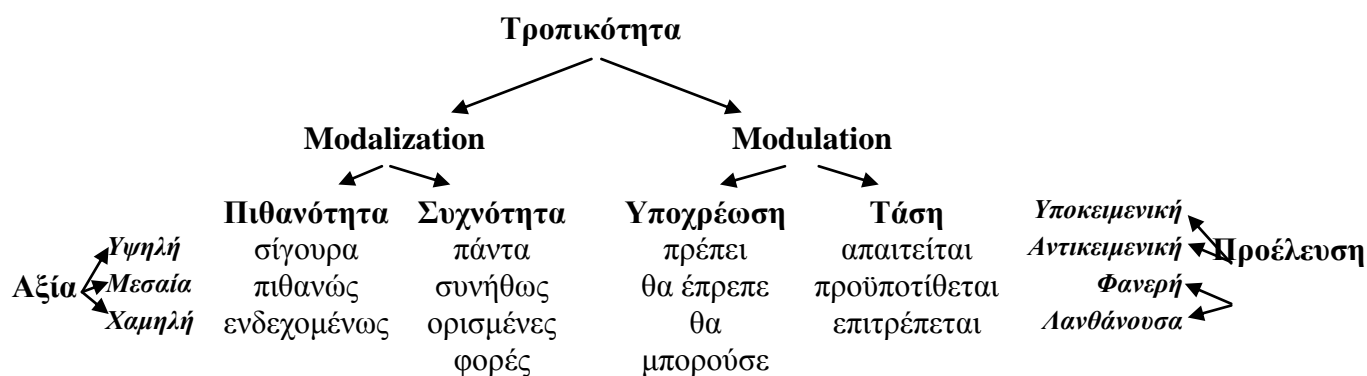 Τροπικότητα
Modalization Modulation
Πιθανότητα Συχνότητα Υποχρέωση Τάση Υποκειμενική
Υψηλή σίγουρα πάντα πρέπει απαιτείται Αντικειμενική Προέλευση
Αξία Μεσαία πιθανώς συνήθως θα έπρεπε προϋποτίθεται Φανερή
Χαμηλή ενδεχομένως ορισμένες θα επιτρέπεται Λανθάνουσα
φορές μπορούσε